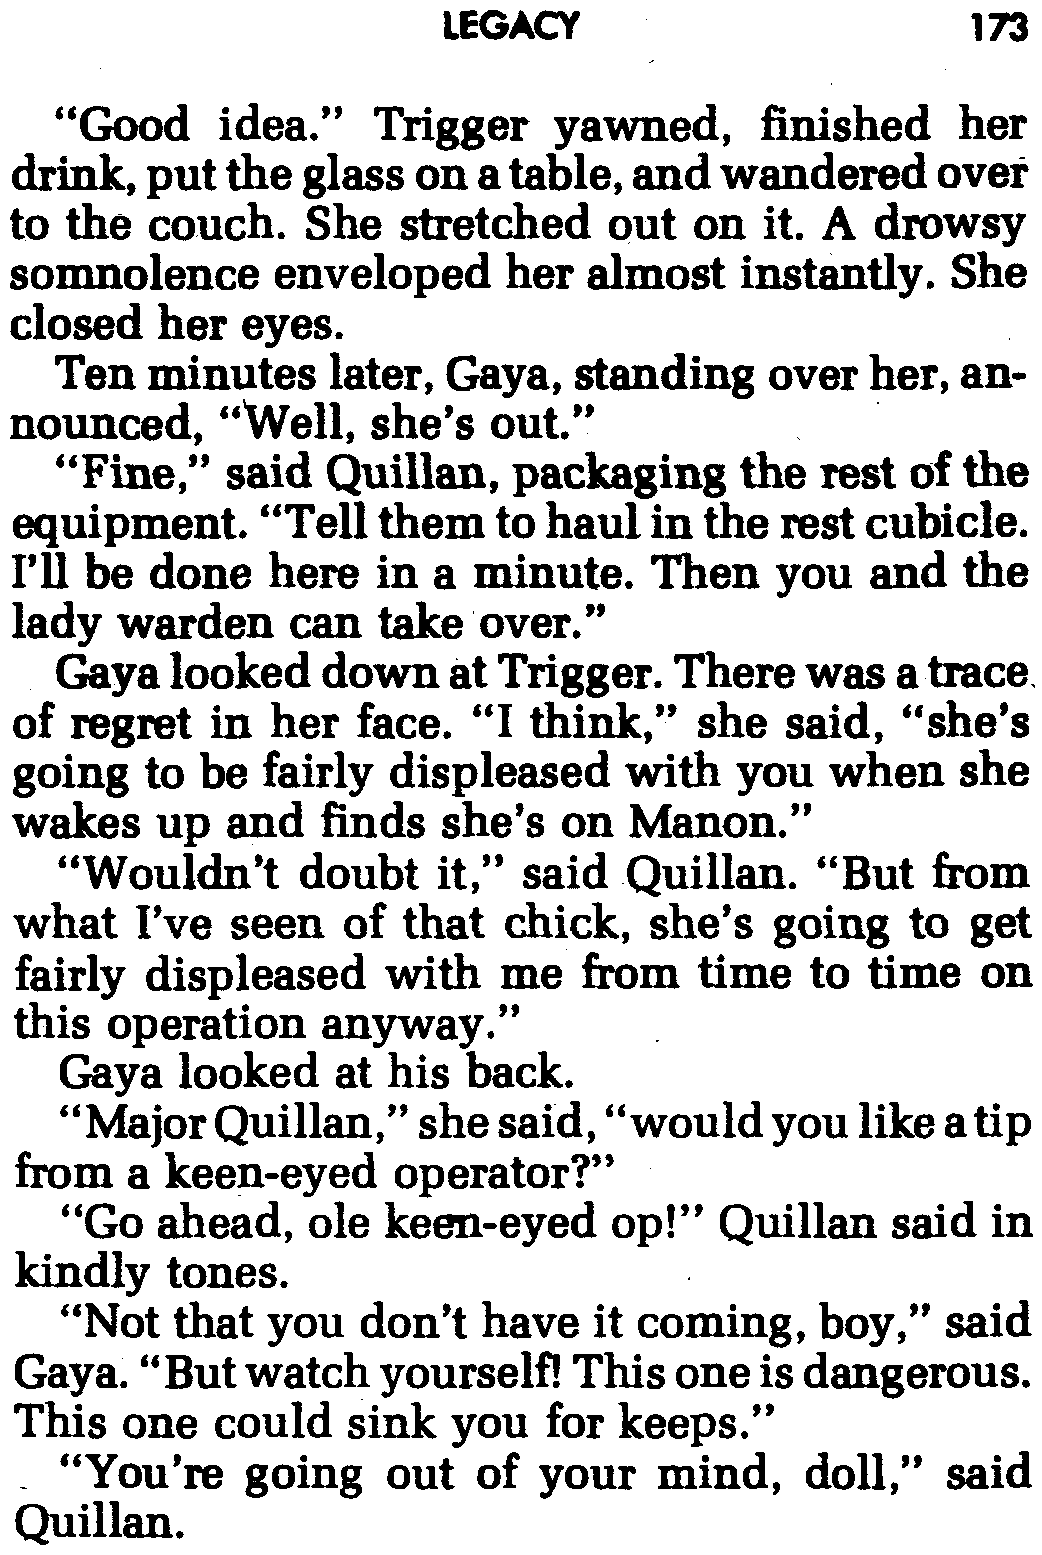 LEGACY 173
“Good idea.” Trigger yawned, finished her
drink, put the glass on a table, and wandered over
to the couch. She stretched out on it. A drowsy
somnolence enveloped her almost instantly. She
closed her eyes.
Ten minutes later, Gaya, standing over her, an-
nounced, “Well, she's out.”
“Fine,” said Quillan, packaging the rest of the
equipment. “Tell them to haul in the rest cubicle.
I'll be done here in a minute. Then you and the
lady warden can take over.”
Gaya looked down at Trigger. There was a trace
of regret in her face. “I think,” she said, “she's
going to be fairly displeased with you when she
wakes up and finds she's on Manon.”
“Wouldn't doubt it,” said Quillan. “But from
what I've seen of that chick, she's going to get
fairly displeased with me from time to time on
this operation anyway.”
Gaya looked at his back.
“Major Quillan,” she said, “would you like a tip
from a keen-eyed operator?”
“Go ahead, ole keen-eyed op!” Quillan said in
kindly tones.
“Not that you don't have it coming, boy,” said
Gaya. “But watch yourself! This one is dangerous.
This one could sink you for keeps.”
“You're going out of your mind, doll,” said
Quillan.